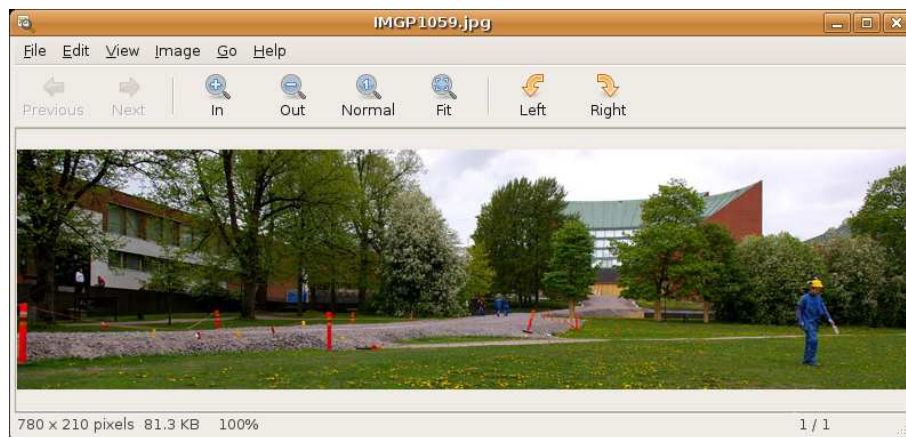 IMGP1059.jpg
File Edit View Image Go Help
Previous Next In Out Normal Fit Left Right
780 × 210 pixels 81.3 KB 100% 1 / 1